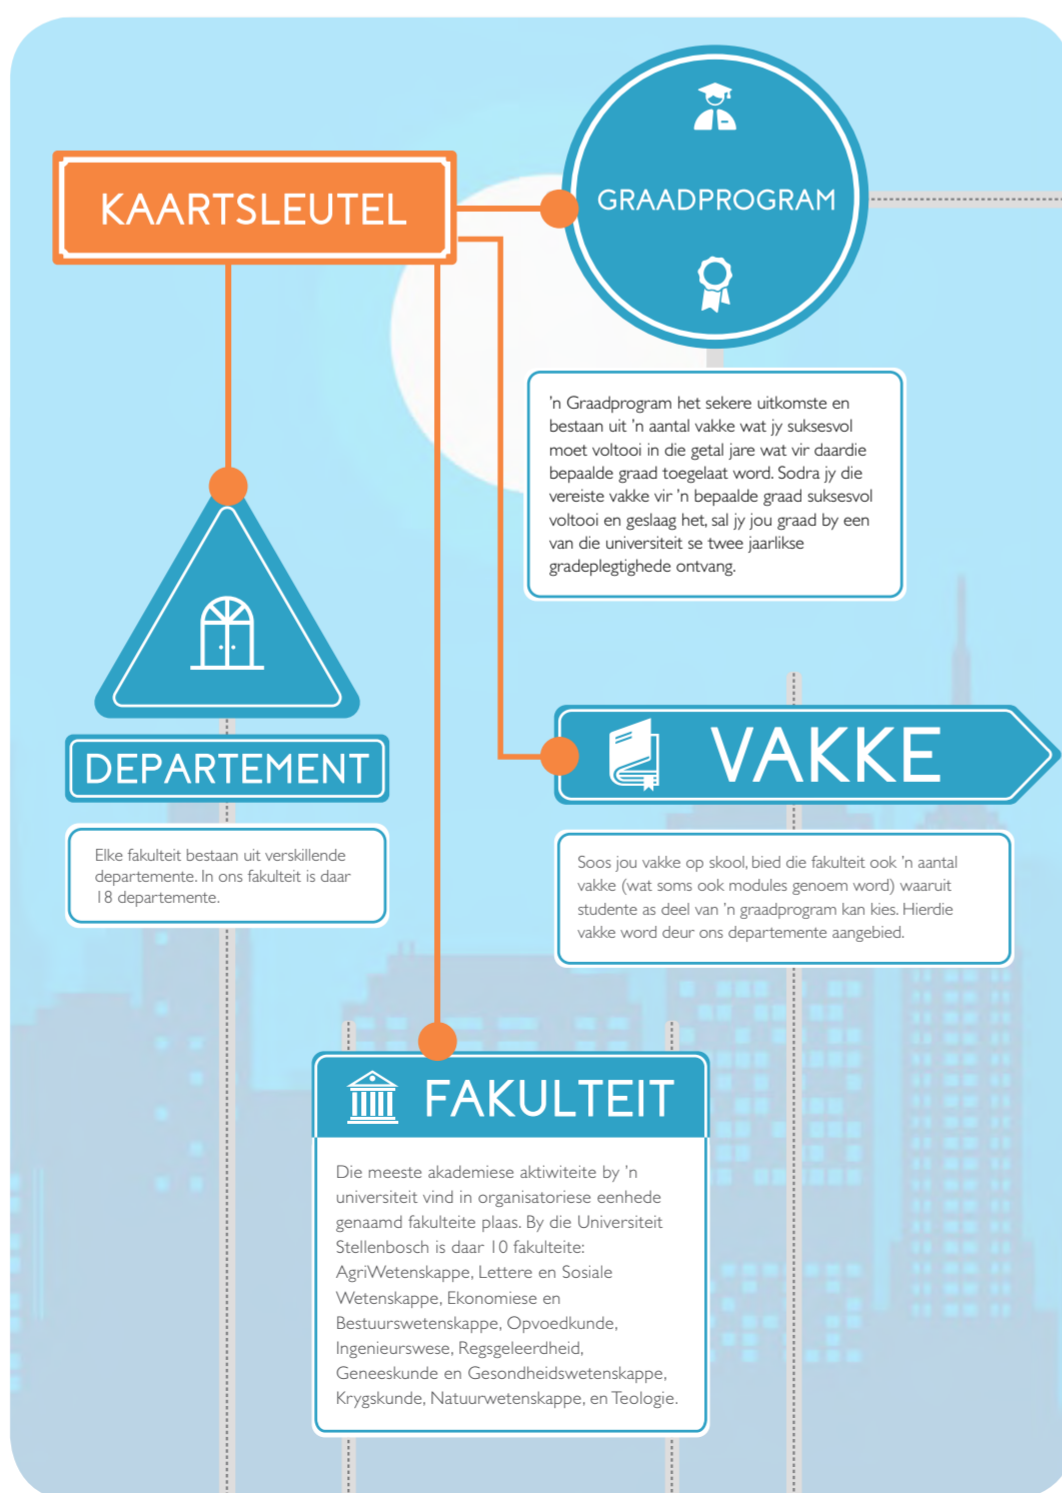 KAARTSLEUTEL
GRAADPROGRAM
'n Graadprogram het sekere uitkomste en
bestaan uit 'n aantal vakke wat jy suksesvol
moet voltooi in die getal jare wat vir daardie
bepaalde graad toegelaat word. Sodra jy die
vereiste vakke vir 'n bepaalde graad suksesvol
voltooi en geslaag het, sal jy jou graad by een
van die universiteit se twee jaarlikse
gradeplegtighede ontvang.
DEPARTEMENT
Elke fakulteit bestaan uit verskillende
departemente. In ons fakulteit is daar
18 departemente.
VAKKE
Soos jou vakke op skool, bied die fakulteit ook 'n aantal
vakke (wat soms ook modules genoem word) waaruit
studente as deel van 'n graadprogram kan kies. Hierdie
vakke word deur ons departemente aangebied.
FAKULTEIT
Die meeste akademiese aktiwiteite by 'n
universiteit vind in organisatoriese eenhede
genaamd fakulteite plaas. By die Universiteit
Stellenbosch is daar 10 fakulteite:
AgriWetenskappe, Lettere en Sosiale
Wetenskappe, Ekonomiese en
Bestuurswetenskappe, Opvoedkunde,
Ingenieurswese, Regsgeleerdheid,
Geneeskunde en Gesondheidswetenskappe,
Krygskunde, Natuurwetenskappe, en Teologie.